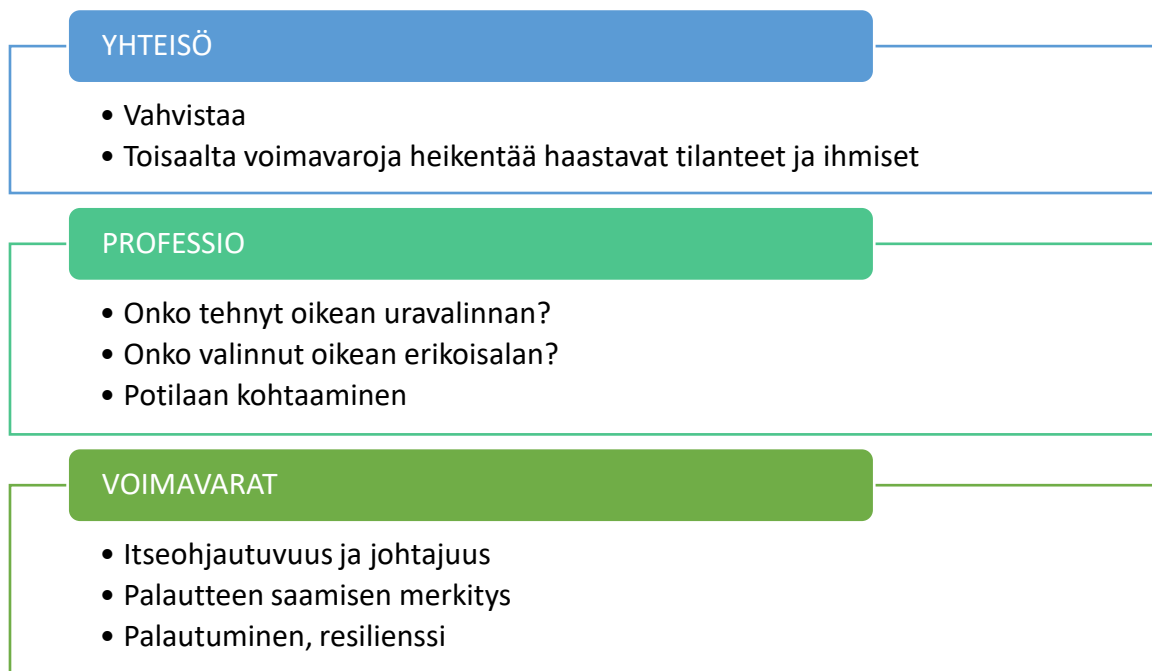 YHTEISÖ
• Vahvistaa
• Toisaalta voimavaroja heikentää haastavat tilanteet ja ihmiset
PROFESSIO
• Onko tehnyt oikean uravalinnan?
• Onko valinnut oikean erikoisalan?
• Potilaan kohtaaminen
VOIMAVARAT
• Itseohjautuvuus ja johtajuus
• Palautteen saamisen merkitys
• Palautuminen, resilienssi